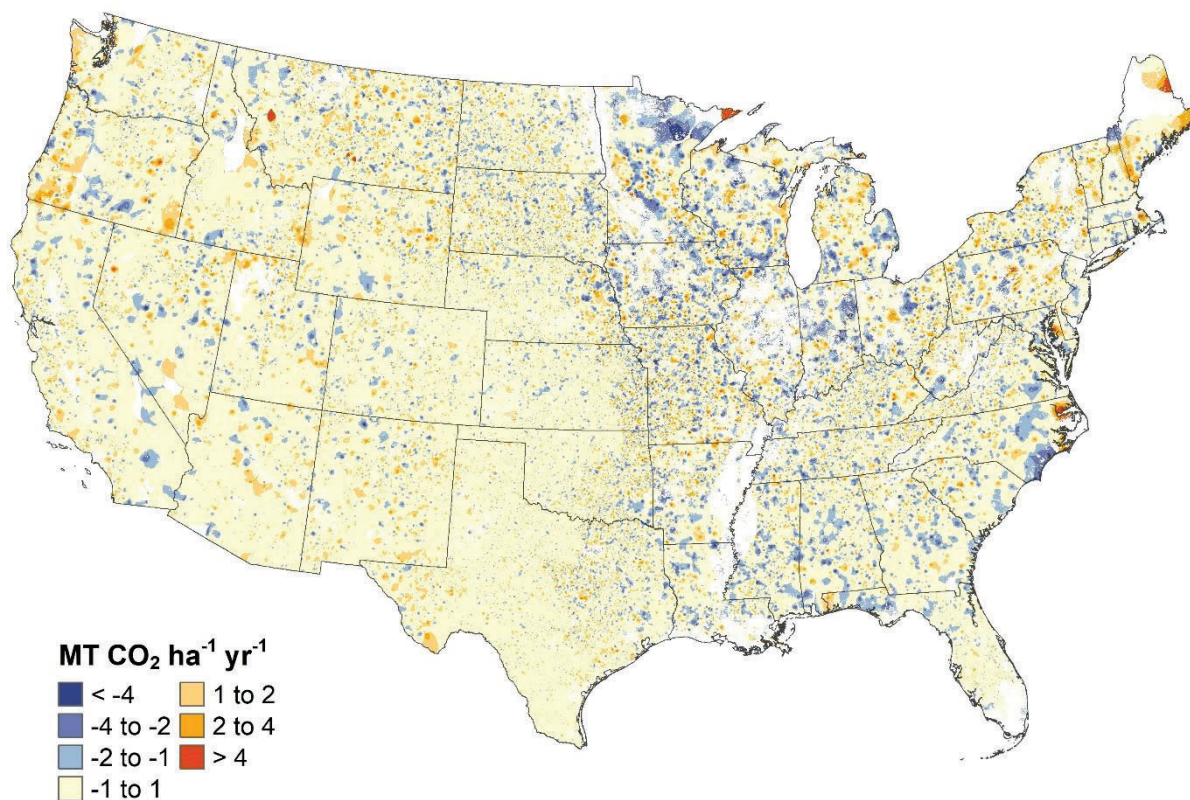 MT CO₂ ha⁻¹ yr⁻¹
< -4
-4 to -2
-2 to -1
-1 to 1
1 to 2
2 to 4
> 4